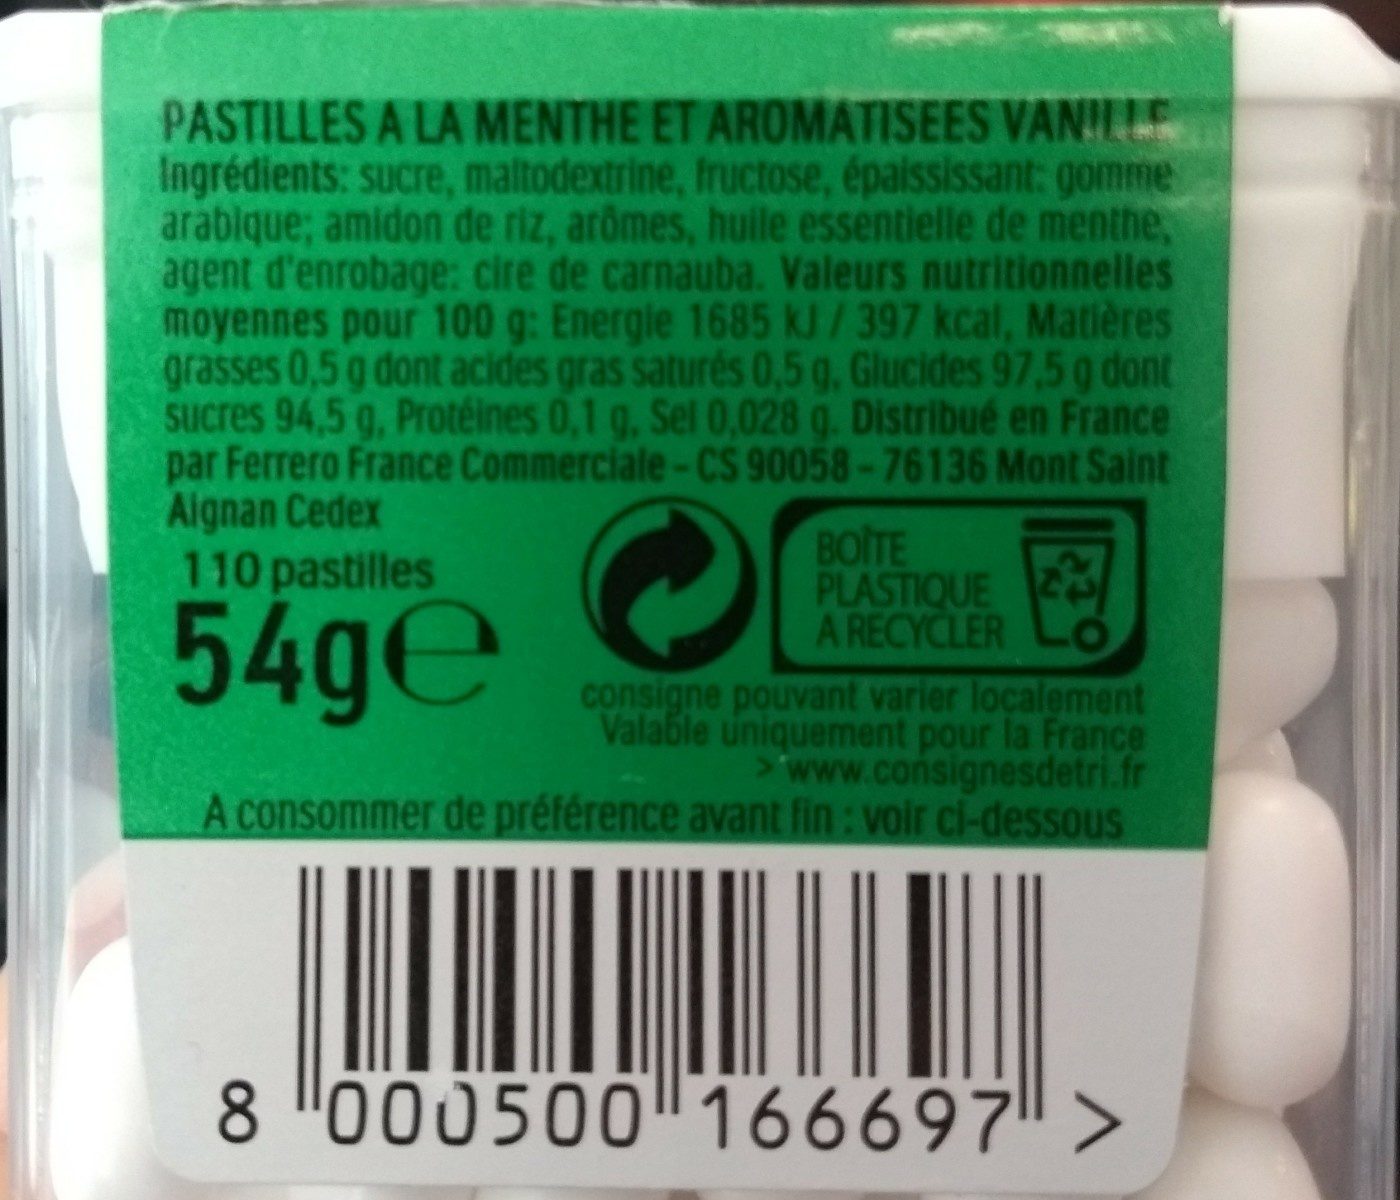 PASTILLES A LA MENTHE ET AROMATISEES VANILLE
Ingrédients: sucre, maltodextrine, fructose, épaississant: gomme
arabique; amidon de riz, arômes, huile essentielle de menthe,
agent d'enrobage: cire de carnauba. Valeurs nutritionnelles
moyennes pour 100 g: Energie 1685 kJ / 397 kcal, Matières
grasses 0,5 g dont acides gras saturés 0,5 g, Glucides 97,5 g dont
sucres 94,5 g, Protéines 0,1 g, Sel 0,028 g. Distribué en France
par Ferrero France Commerciale - CS 90058 - 76136 Mont Saint
Aignan Cedex
110 pastilles
54g e
BOÎTE
PLASTIQUE
A RECYCLER
consigne pouvant varier localement
Valable uniquement pour la France
> www.consignesdetri.fr
A consommer de préférence avant fin : voir ci-dessous
8 000500 166697 >